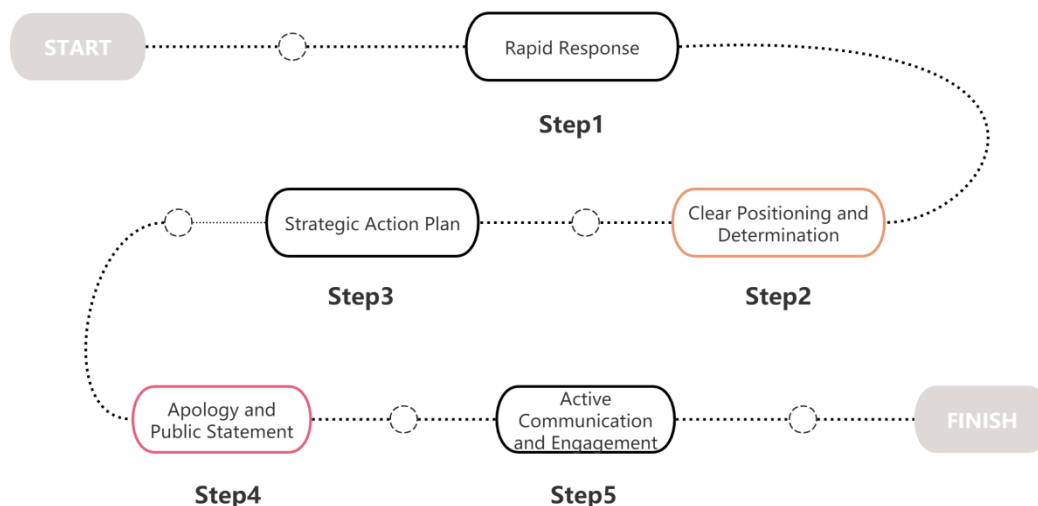 START
Rapid Response
Step1
Strategic Action Plan
Clear Positioning and
Determination
Step3
Step2
Apology and
Public Statement
Active
Communication
and Engagement
FINISH
Step4
Step5